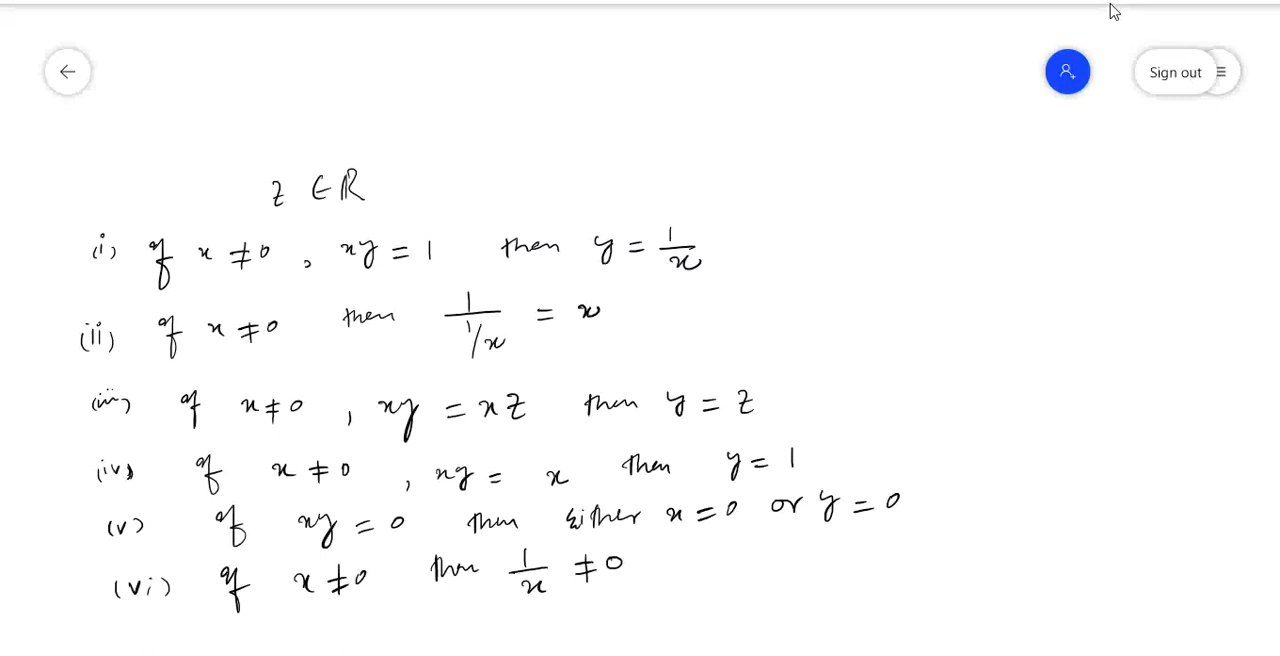 Sign out
z ∈ ℝ
(i) If x ≠ 0, xy = 1 then y = 1/x
(ii) If x ≠ 0 then 1/(1/x) = x
(iii) If x ≠ 0, xy = xz then y = z
(iv) If x ≠ 0, xy = x then y = 1
(v) If xy = 0 then either x = 0 or y = 0
(vi) If x ≠ 0 then 1/x ≠ 0